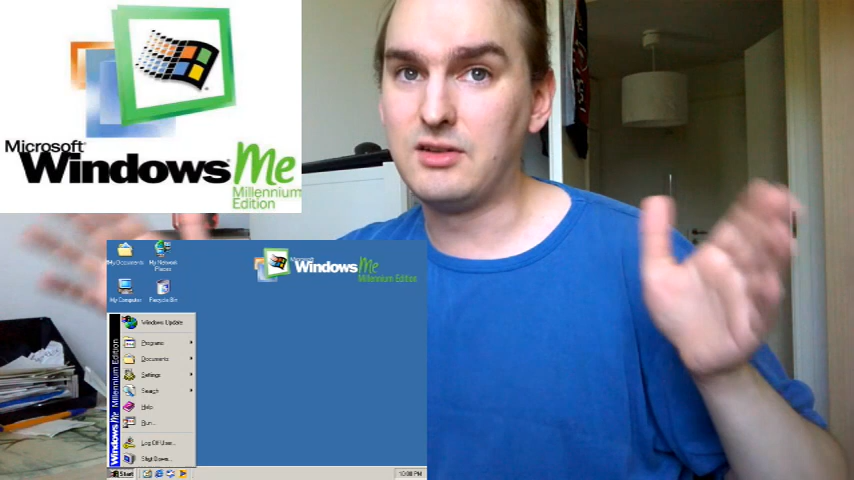 Microsoft®
Windows® Me
Millennium
Edition
My Documents
My Network
Places
My Computer
Recycle Bin
Microsoft
Windows Me
Millennium Edition
Windows Update
Programs
Documents
Settings
Search
Help
Run...
Log Off User...
Shut Down...
Windows Me Millennium Edition
Start
10:08 PM